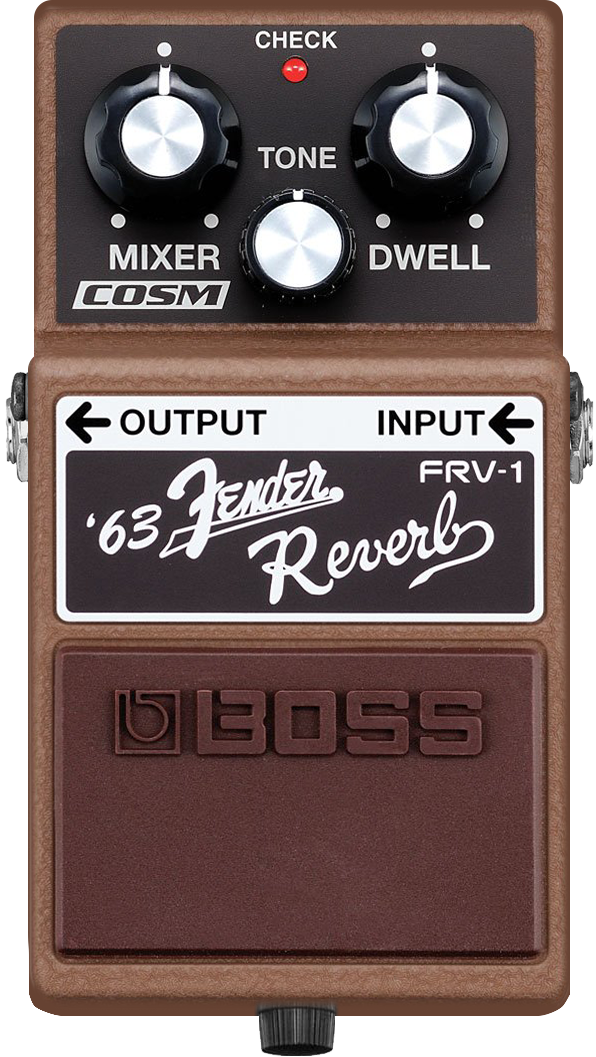 CHECK
TONE
MIXER
DWELL
COSM
OUTPUT
INPUT
FRV-1
'63 Fender
Reverb
BOSS